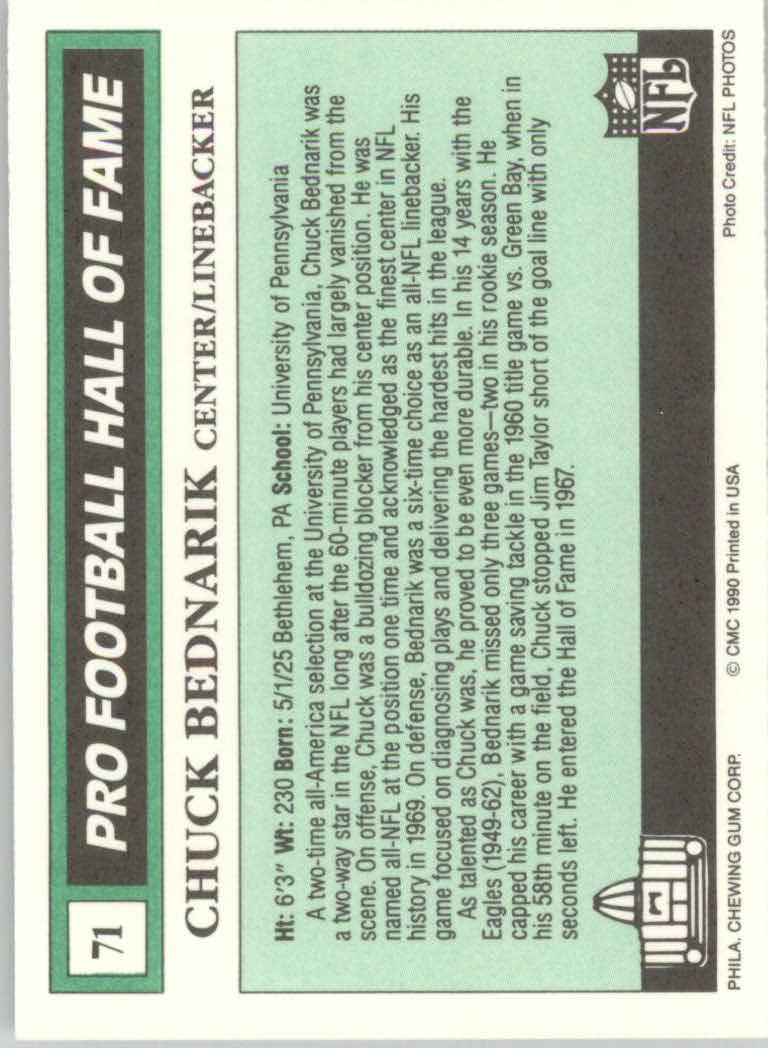 71
PRO FOOTBALL HALL OF FAME
CHUCK BEDNARIK CENTER/LINEBACKER
Ht: 6'3" Wt: 230 Born: 5/1/25 Bethlehem, PA School: University of Pennsylvania
A two-time all-America selection at the University of Pennsylvania, Chuck Bednarik was
a two-way star in the NFL long after the 60-minute players had largely vanished from the
scene. On offense, Chuck was a bulldozing blocker from his center position. He was
named all-NFL at the position one time and acknowledged as the finest center in NFL
history in 1969. On defense, Bednarik was a six-time choice as an all-NFL linebacker. His
game focused on diagnosing plays and delivering the hardest hits in the league.
As talented as Chuck was, he proved to be even more durable. In his 14 years with the
Eagles (1949-62), Bednarik missed only three games—two in his rookie season. He
capped his career with a game saving tackle in the 1960 title game vs. Green Bay, when in
his 58th minute on the field, Chuck stopped Jim Taylor short of the goal line with only
seconds left. He entered the Hall of Fame in 1967.
NFL
PHILA. CHEWING GUM CORP. © CMC 1990 Printed in USA Photo Credit: NFL PHOTOS